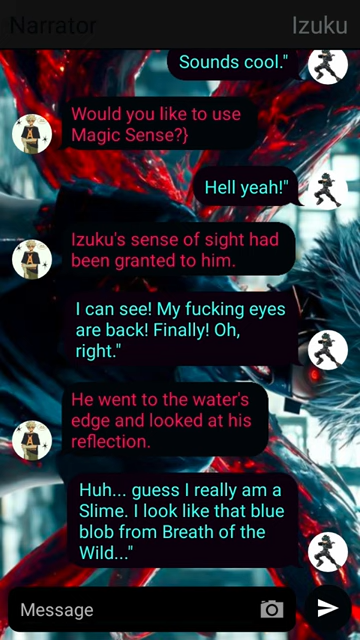 Narrator
Izuku
Sounds cool."
Would you like to use
Magic Sense?}
Hell yeah!"
Izuku's sense of sight had
been granted to him.
I can see! My fucking eyes
are back! Finally! Oh,
right."
He went to the water's
edge and looked at his
reflection.
Huh... guess I really am a
Slime. I look like that blue
blob from Breath of the
Wild..."
Message